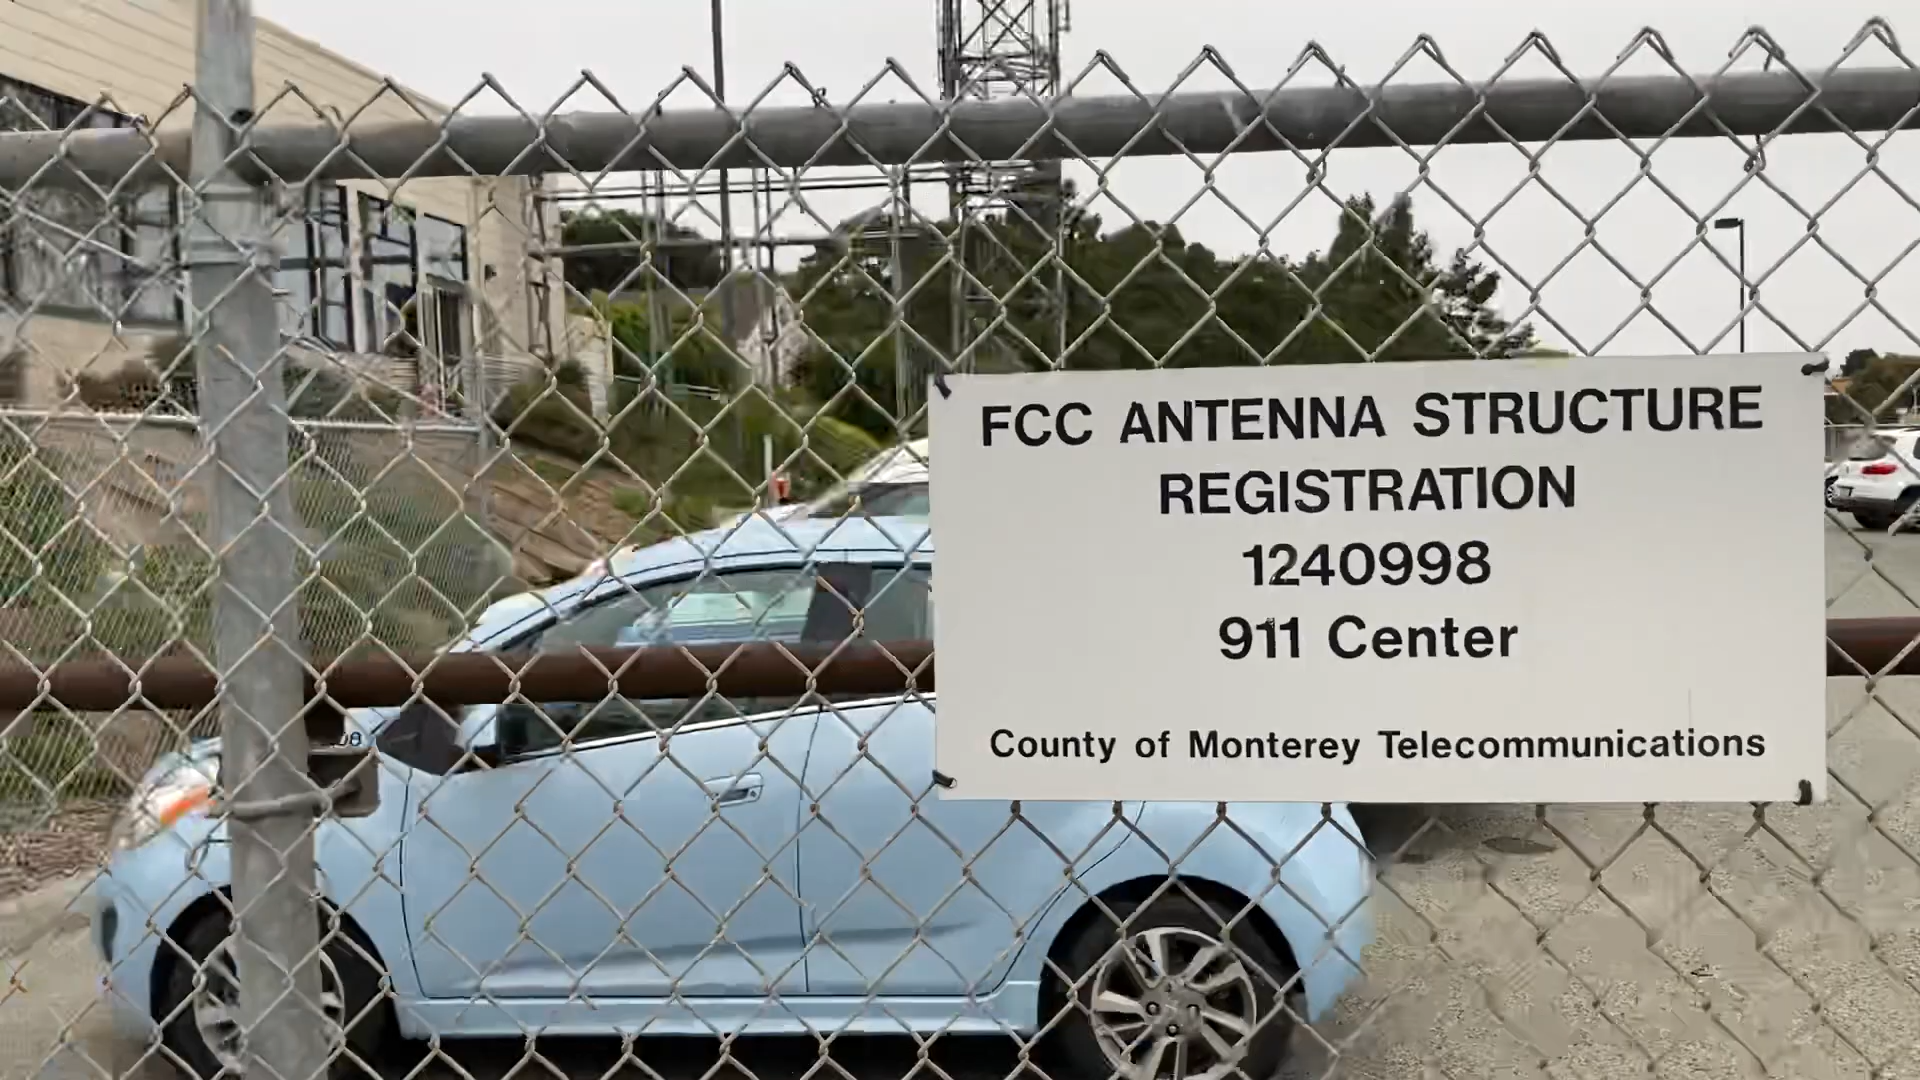 FCC ANTENNA STRUCTURE
REGISTRATION
1240998
911 Center
County of Monterey Telecommunications